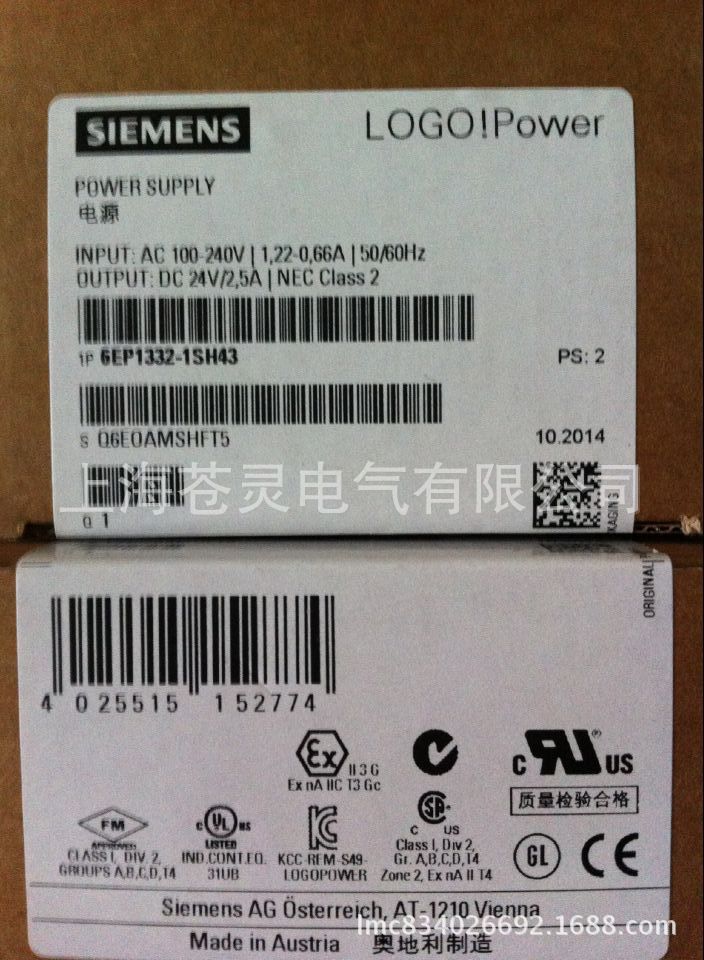 SIEMENS
LOGO!Power
POWER SUPPLY
电源
INPUT: AC 100-240V | 1,22-0,66A | 50/60Hz
OUTPUT: DC 24V/2,5A | NEC Class 2
1P 6EP1332-1SH43
PS: 2
S Q6EOAMSHFT5
10.2014
上海苍灵电气有限公司
Q 1
KAGING
ORIGINAL
4 025515 152774
Ex II 3 G
Ex nA IIC T3 Gc
C RU US
质量检验合格
FM
APPROVED
CLASS I, DIV. 2,
GROUPS A,B,C,D,T4
C UL US
LISTED
IND.CONT.EQ.
31UB
KCC-REM-S49-
LOGOPOWER
SA
C US
Class I, Div 2,
Gr. A,B,C,D,T4
Zone 2, Ex nA II T4
GL
CE
Siemens AG Österreich, AT-1210 Vienna
Made in Austria 奥地利制造
lmc834026692.1688.com